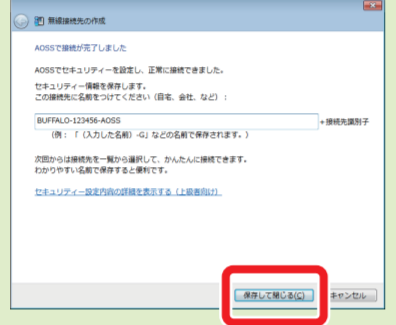 無線接続先の作成
AOSSで接続が完了しました
AOSSでセキュリティーを設定し、正常に接続できました。
セキュリティー情報を保存します。
この接続先に名前をつけてください（自宅、会社、など）：
BUFFALO-123456-AOSS +接続先識別子
（例：「（入力した名前）-G」などの名前で保存されます。）
次回からは接続先を一覧から選択して、かんたんに接続できます。
わかりやすい名前で保存すると便利です。
セキュリティー設定内容の詳細を表示する（上級者向け）
保存して閉じる(C) キャンセル